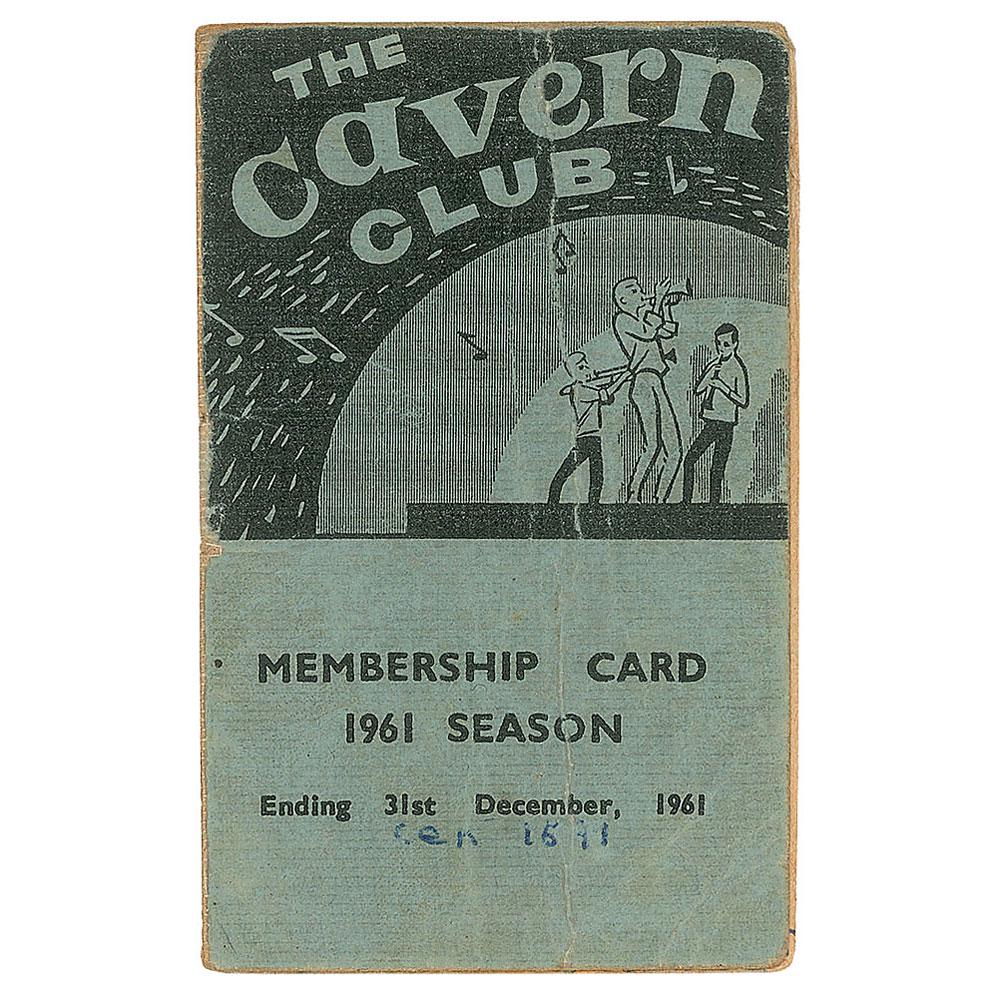 THE
Cavern
CLUB
MEMBERSHIP CARD
1961 SEASON
Ending 31st December, 1961